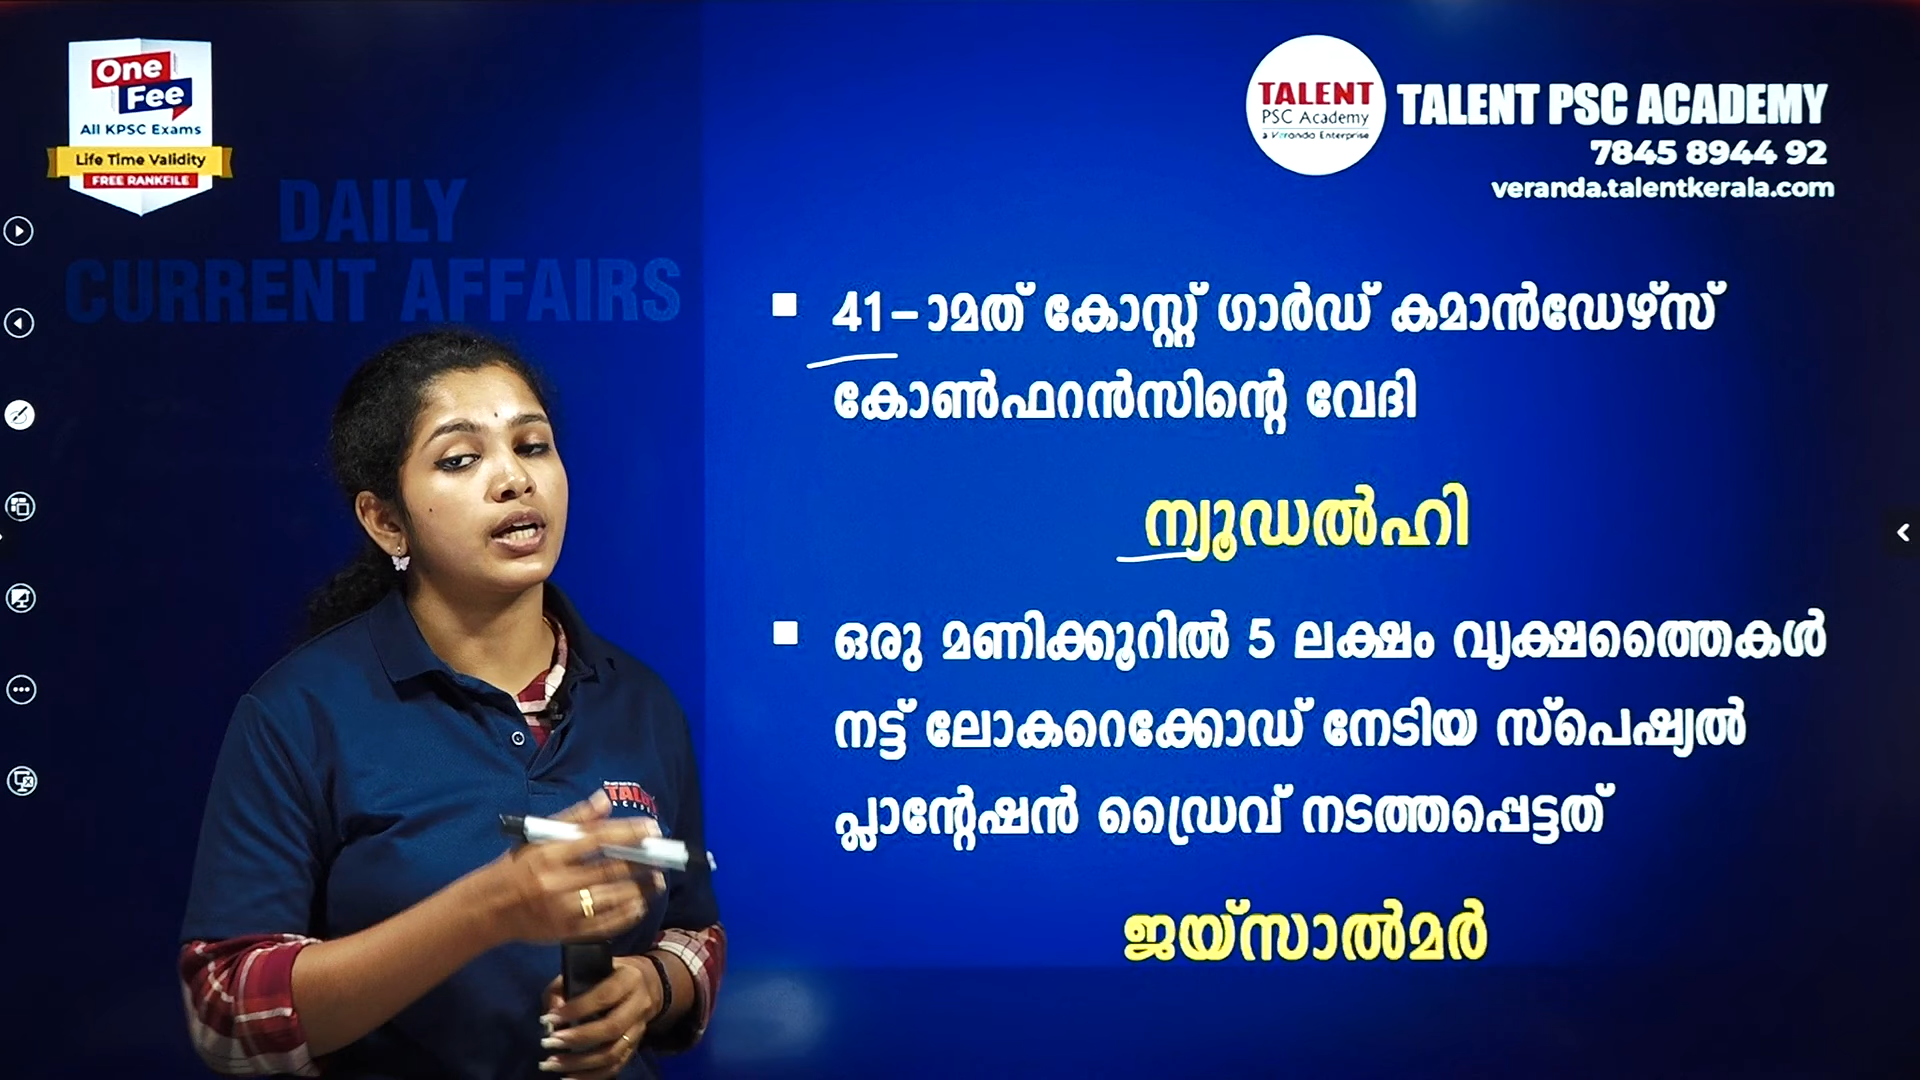 One
Fee
All KPSC Exams
Life Time Validity
FREE RANKFILE
DAILY
CURRENT AFFAIRS
TALENT
PSC Academy
a Veranda Enterprise
TALENT PSC ACADEMY
7845 8944 92
veranda.talentkerala.com
41-ാമത് കോസ്റ്റ് ഗാർഡ് കമാൻഡേഴ്സ്
കോൺഫറൻസിന്റെ വേദി
ന്യൂഡൽഹി
ഒരു മണിക്കൂറിൽ 5 ലക്ഷം വൃക്ഷത്തൈകൾ
നട്ട് ലോകറെക്കോഡ് നേടിയ സ്പെഷ്യൽ
പ്ലാന്റേഷൻ ഡ്രൈവ് നടത്തപ്പെട്ടത്
ജയ്സാൽമർ